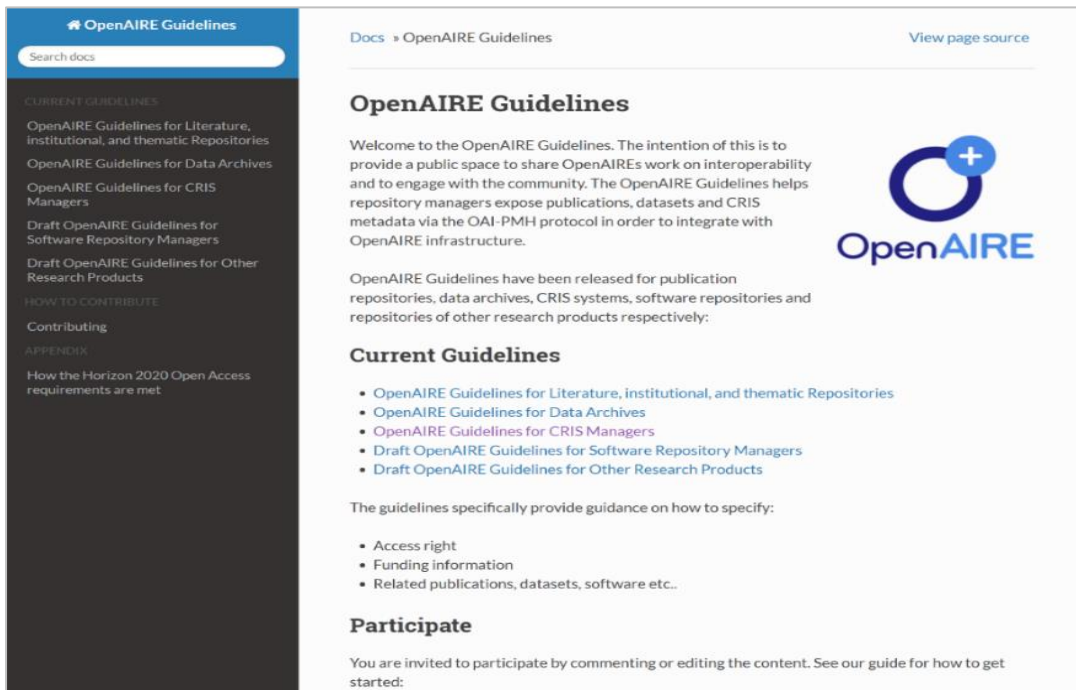 OpenAIRE Guidelines
Search docs
CURRENT GUIDELINES
OpenAIRE Guidelines for Literature,
institutional, and thematic Repositories
OpenAIRE Guidelines for Data Archives
OpenAIRE Guidelines for CRIS
Managers
Draft OpenAIRE Guidelines for
Software Repository Managers
Draft OpenAIRE Guidelines for Other
Research Products
HOW TO CONTRIBUTE
Contributing
APPENDIX
How the Horizon 2020 Open Access
requirements are met
Docs » OpenAIRE Guidelines
View page source
OpenAIRE Guidelines
Welcome to the OpenAIRE Guidelines. The intention of this is to
provide a public space to share OpenAIREs work on interoperability
and to engage with the community. The OpenAIRE Guidelines helps
repository managers expose publications, datasets and CRIS
metadata via the OAI-PMH protocol in order to integrate with
OpenAIRE infrastructure.
OpenAIRE
OpenAIRE Guidelines have been released for publication
repositories, data archives, CRIS systems, software repositories and
repositories of other research products respectively:
Current Guidelines
• OpenAIRE Guidelines for Literature, institutional, and thematic Repositories
• OpenAIRE Guidelines for Data Archives
• OpenAIRE Guidelines for CRIS Managers
• Draft OpenAIRE Guidelines for Software Repository Managers
• Draft OpenAIRE Guidelines for Other Research Products
The guidelines specifically provide guidance on how to specify:
• Access right
• Funding information
• Related publications, datasets, software etc..
Participate
You are invited to participate by commenting or editing the content. See our guide for how to get
started: